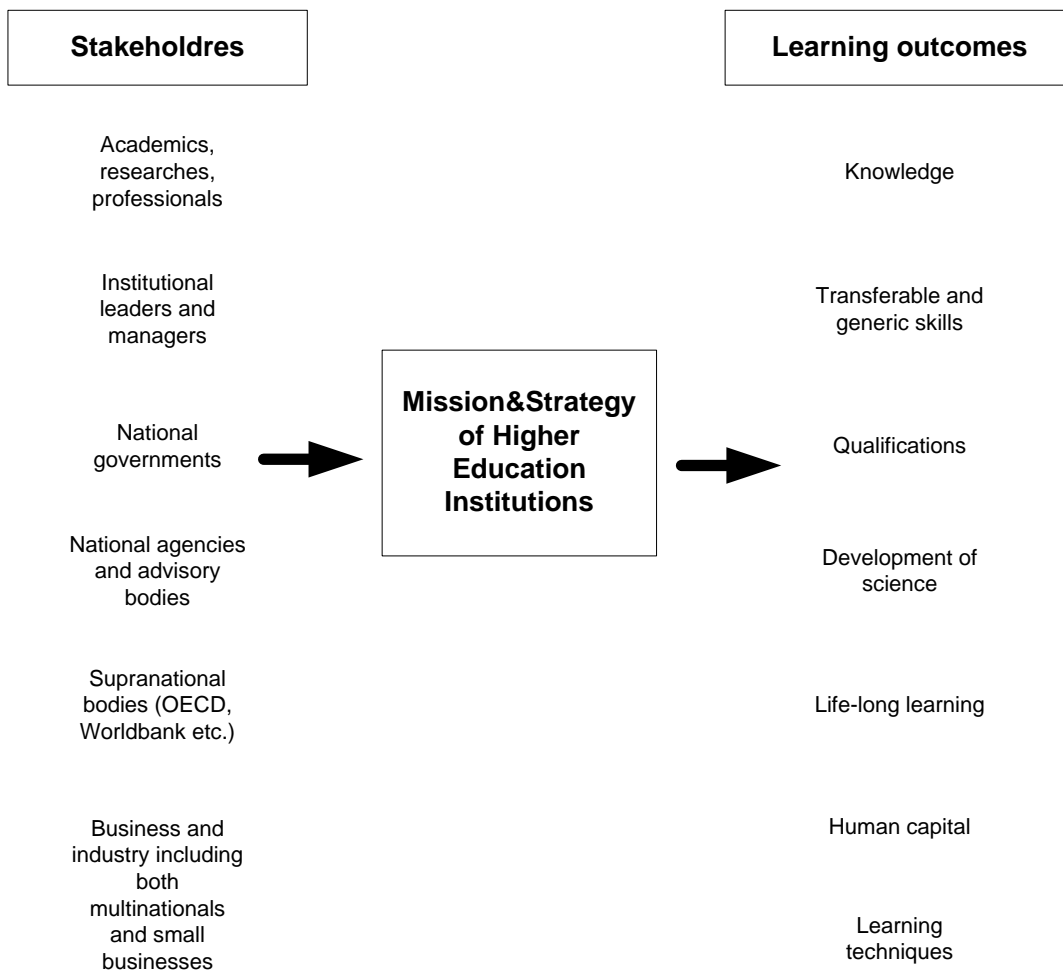 Stakeholdres
Academics,
researches,
professionals
Institutional
leaders and
managers
National
governments
National agencies
and advisory
bodies
Supranational
bodies (OECD,
Worldbank etc.)
Business and
industry including
both
multinationals
and small
businesses
Mission&Strategy
of Higher
Education
Institutions
Learning outcomes
Knowledge
Transferable and
generic skills
Qualifications
Development of
science
Life-long learning
Human capital
Learning
techniques